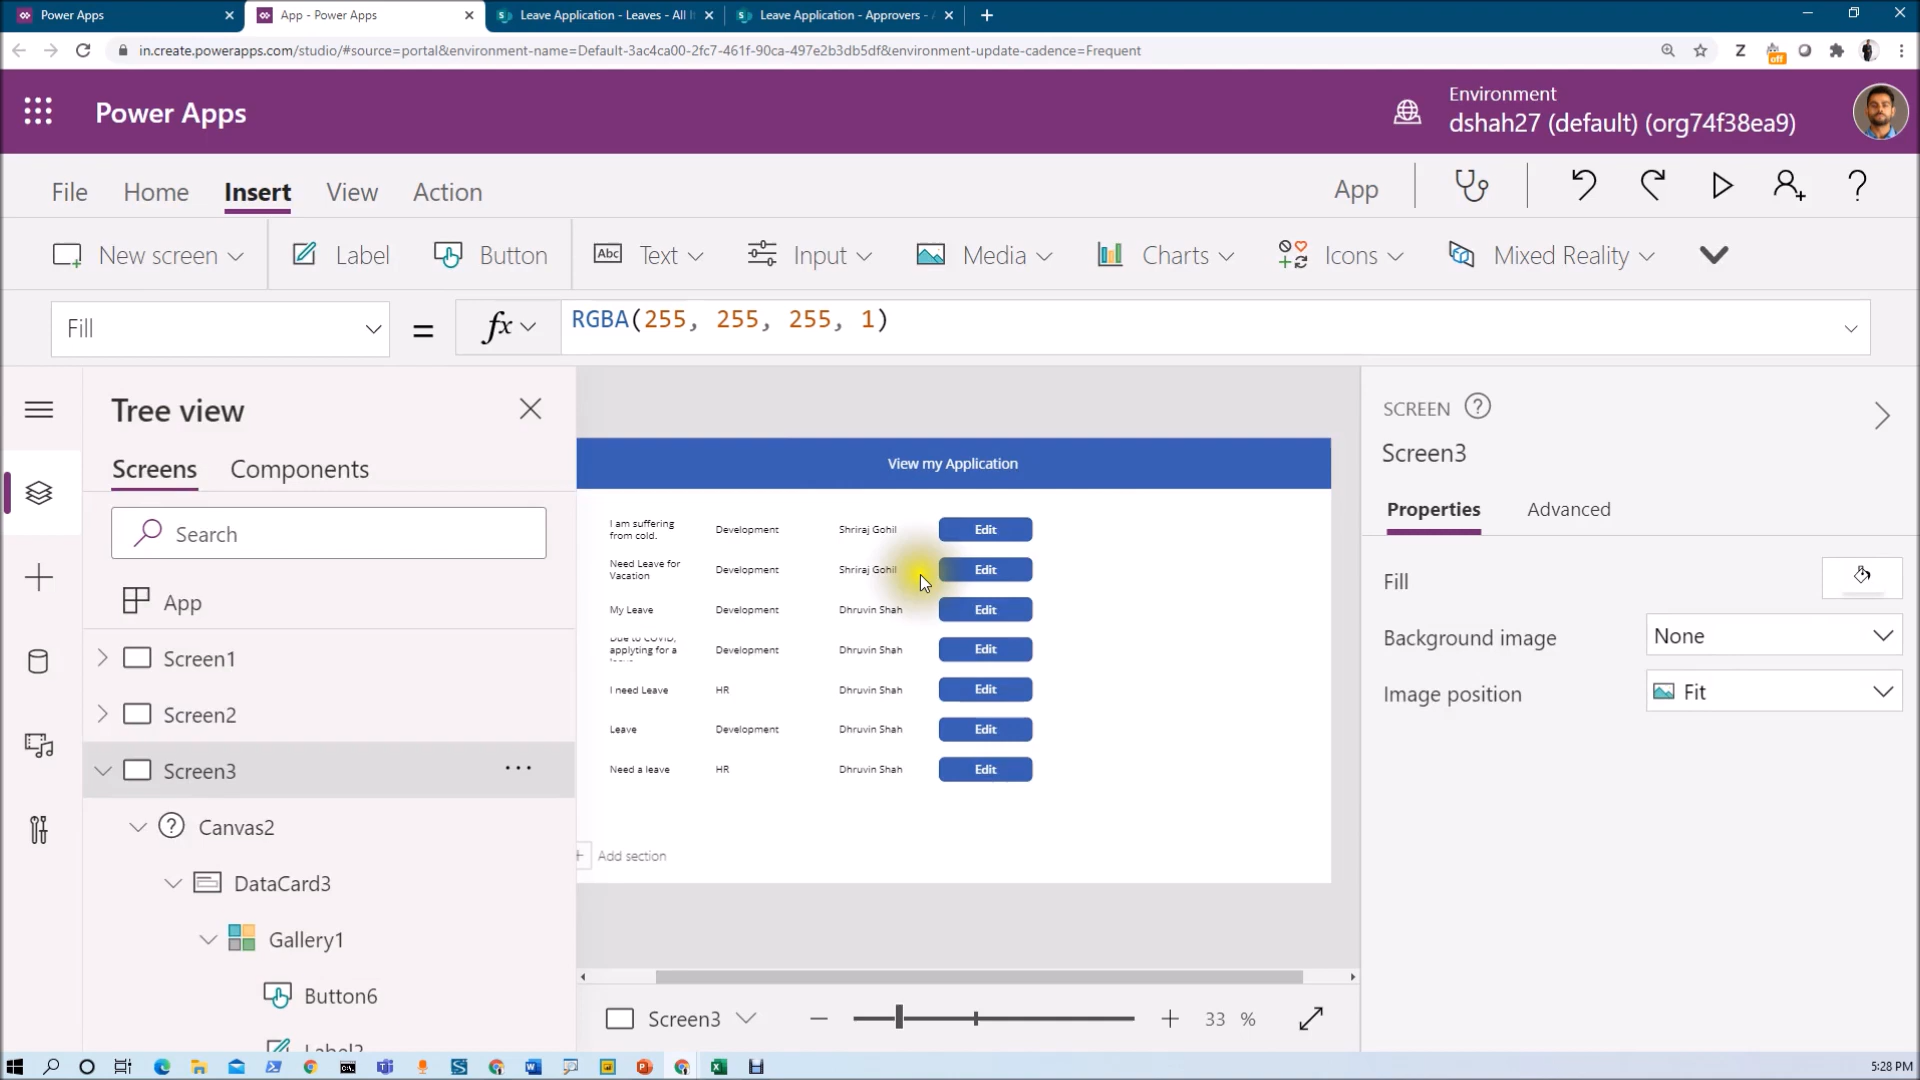 Power Apps
App - Power Apps
Leave Application - Leaves - All
Leave Application - Approvers -
in.create.powerapps.com/studio/#source=portal&environment-name=Default-3ac4ca00-2fc7-461f-90ca-497e2b3db5df&environment-update-cadence=Frequent
Z
off
Power Apps
Environment
dshah27 (default) (org74f38ea9)
File Home Insert View Action
App
New screen
Label
Button
Abc Text
Input
Media
Charts
Icons
Mixed Reality
Fill
=
fx
RGBA(255, 255, 255, 1)
Tree view
Screens Components
Search
App
Screen1
Screen2
Screen3 ...
Canvas2
DataCard3
Gallery1
Button6
Label2
View my Application
I am suffering
from cold.
Development Shriraj Gohil Edit
Need Leave for
Vacation
Development Shriraj Gohil Edit
My Leave Development Dhruvin Shah Edit
Due to COVID,
applyting for a
Development Dhruvin Shah Edit
I need Leave HR Dhruvin Shah Edit
Leave Development Dhruvin Shah Edit
Need a leave HR Dhruvin Shah Edit
Add section
Screen3
33 %
SCREEN
Screen3
Properties Advanced
Fill
Background image None
Image position Fit
5:28 PM